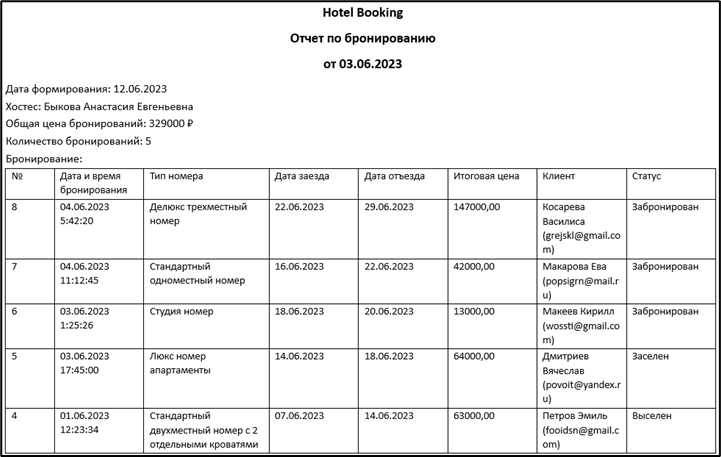 Hotel Booking
Отчет по бронированию
от 03.06.2023
Дата формирования: 12.06.2023
Хостес: Быкова Анастасия Евгеньевна
Общая цена бронирований: 329000 ₽
Количество бронирований: 5
Бронирование:
№ Дата и время бронирования Тип номера Дата заезда Дата отъезда Итоговая цена Клиент Статус
8 04.06.2023 5:42:20 Делюкс трехместный номер 22.06.2023 29.06.2023 147000,00 Косарева Василиса (grejskl@gmail.com) Забронирован
7 04.06.2023 11:12:45 Стандартный одноместный номер 16.06.2023 22.06.2023 42000,00 Макарова Ева (popsigrn@mail.ru) Забронирован
6 03.06.2023 1:25:26 Студия номер 18.06.2023 20.06.2023 13000,00 Макеев Кирилл (wossti@gmail.com) Забронирован
5 03.06.2023 17:45:00 Люкс номер апартаменты 14.06.2023 18.06.2023 64000,00 Дмитриев Вячеслав (povoit@yandex.ru) Заселен
4 01.06.2023 12:23:34 Стандартный двухместный номер с 2 отдельными кроватями 07.06.2023 14.06.2023 63000,00 Петров Эмиль (fooidsn@gmail.com) Выселен